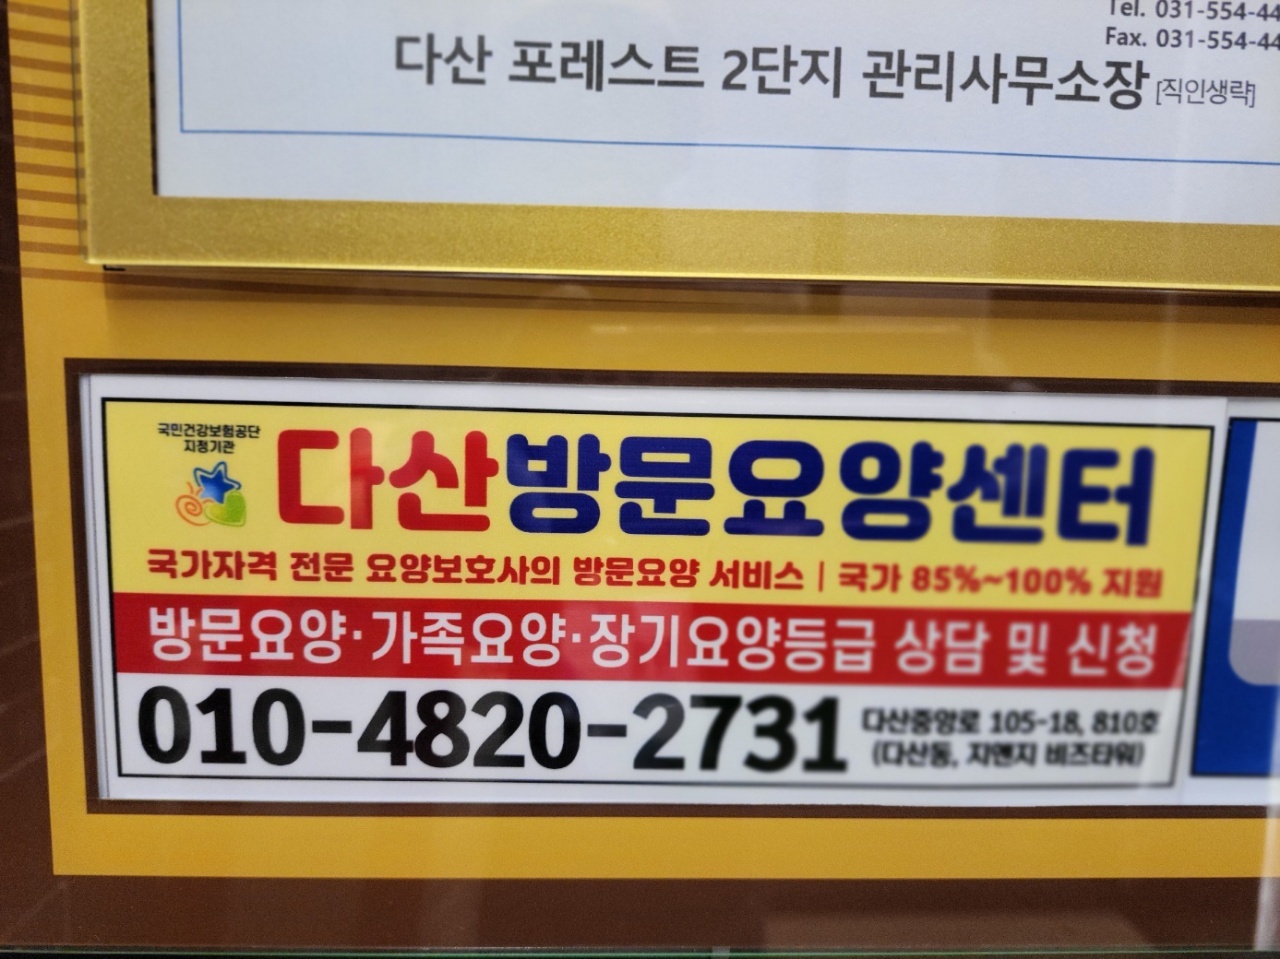 Tel. 031-554-44
Fax. 031-554-44
다산 포레스트 2단지 관리사무소장 [직인생략]
국민건강보험공단
지정기관
다산방문요양센터
국가자격 전문 요양보호사의 방문요양 서비스 | 국가 85%~100% 지원
방문요양·가족요양·장기요양등급 상담 및 신청
010-4820-2731
다산중앙로 105-18, 810호
(다산동, 지앤지 비즈타워)